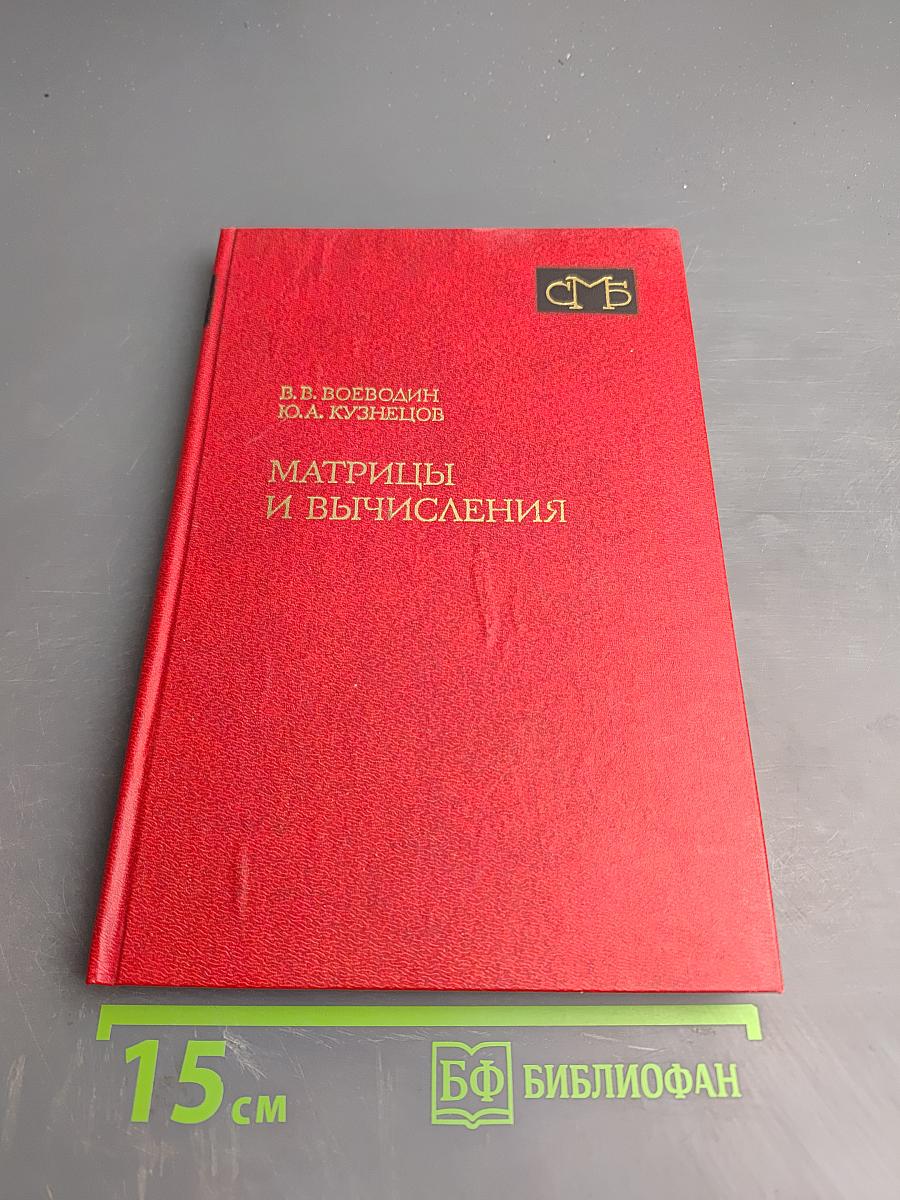 СМБ
В. В. ВОЕВОДИН
Ю. А. КУЗНЕЦОВ
МАТРИЦЫ
И ВЫЧИСЛЕНИЯ
15 см
БФ БИБЛИОФАН